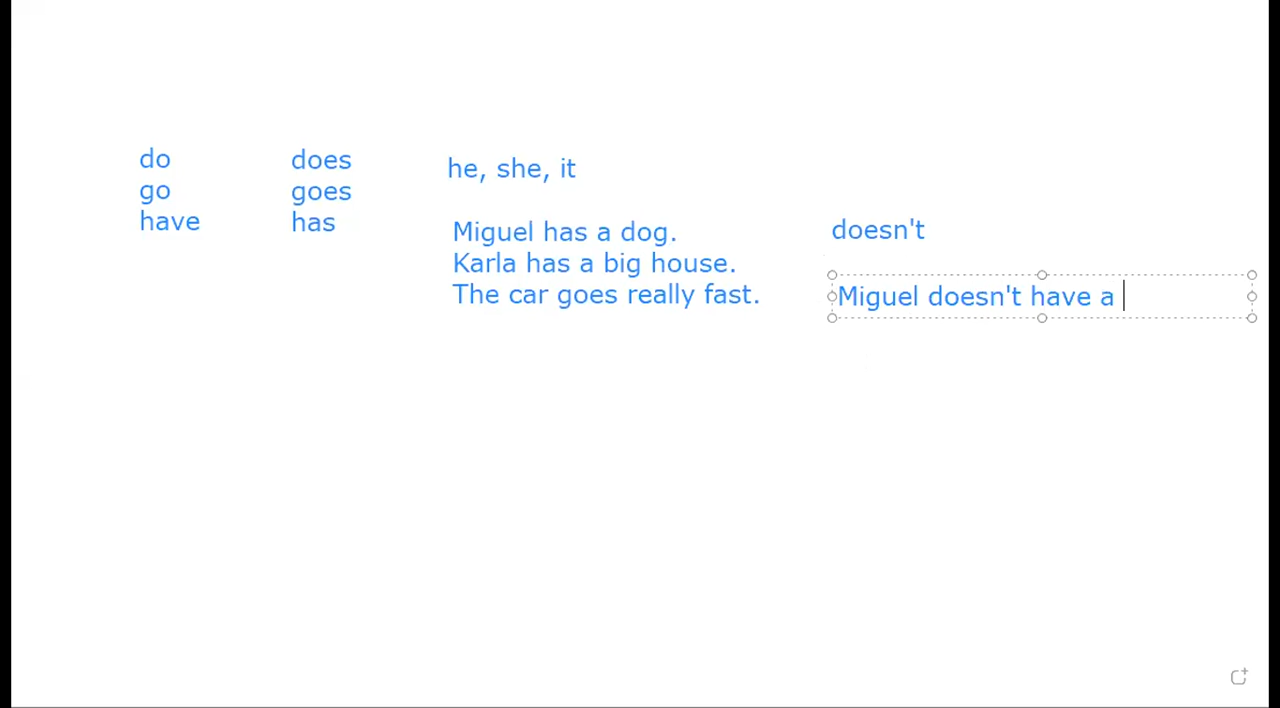 do
go
have
does
goes
has
he, she, it
Miguel has a dog.
Karla has a big house.
The car goes really fast.
doesn't
Miguel doesn't have a